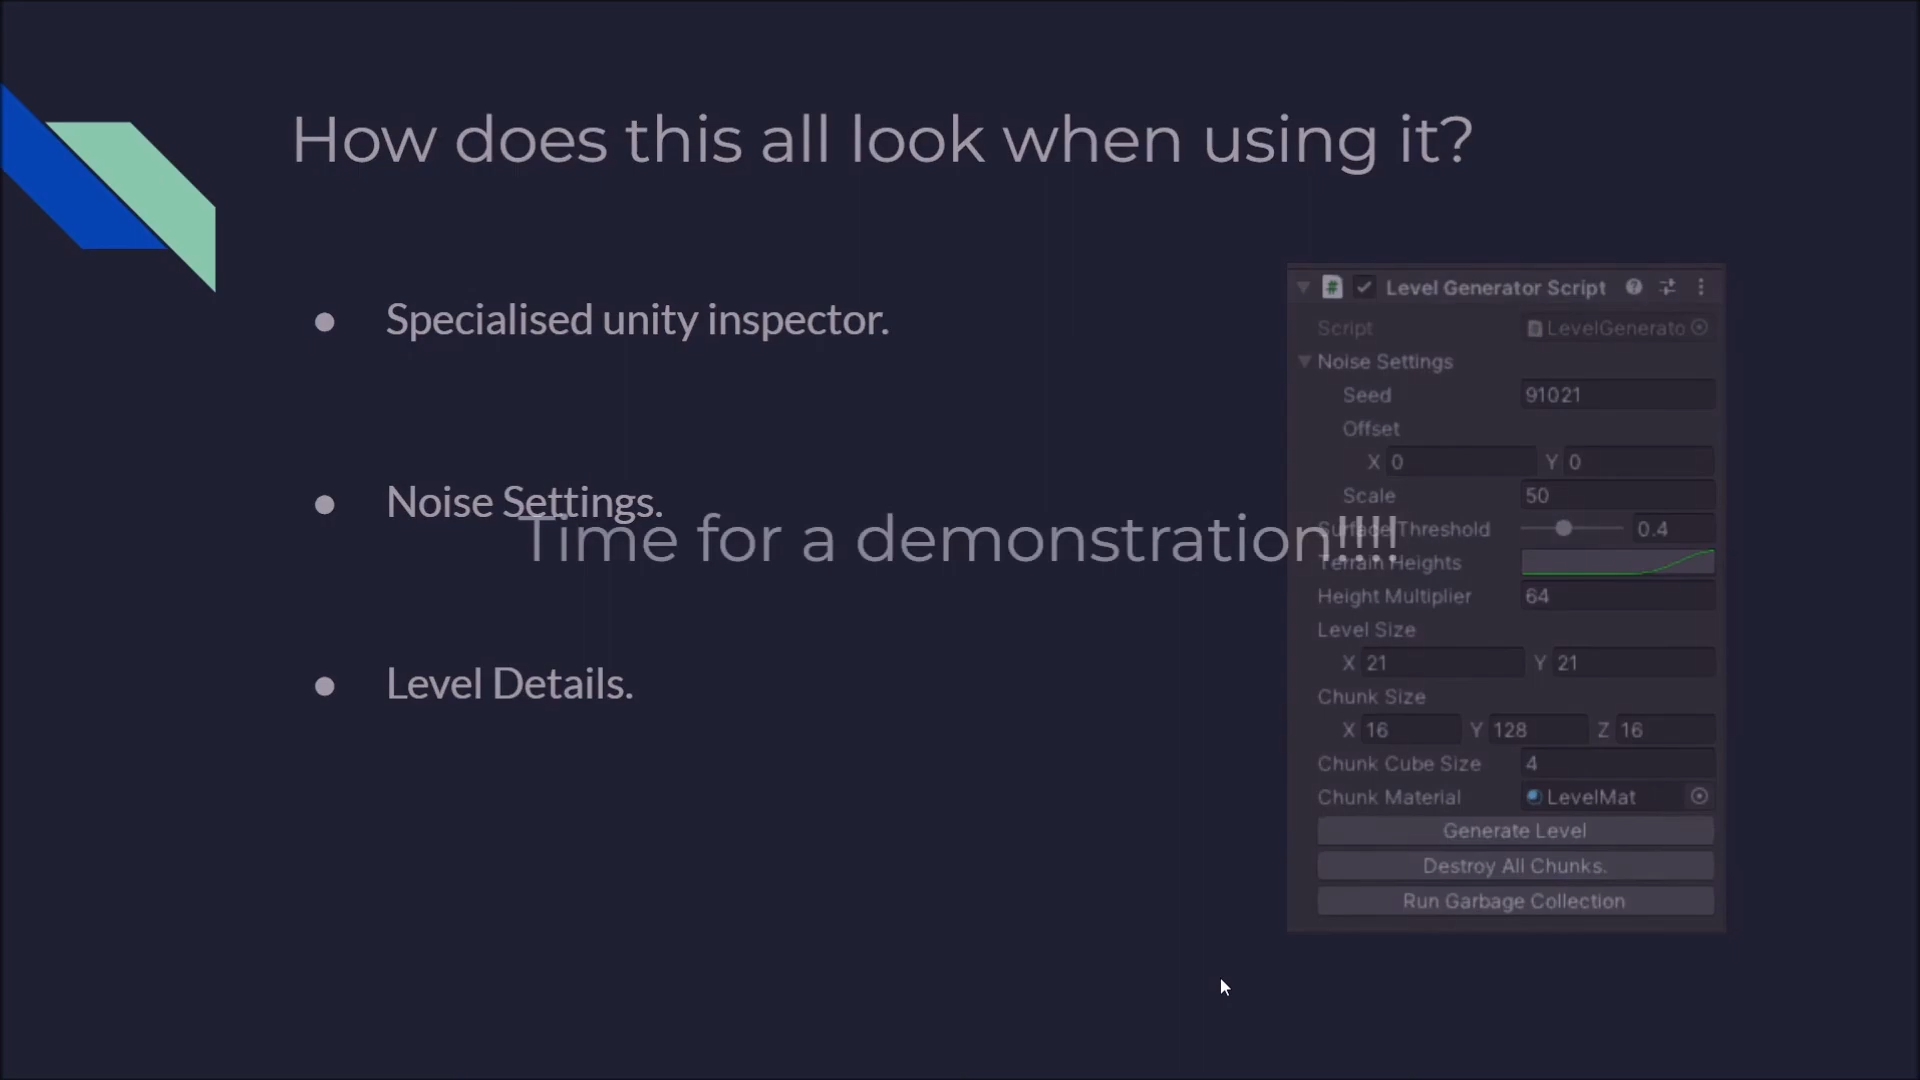 How does this all look when using it?
Specialised unity inspector.
Noise Settings.
Time for a demonstration!!!!
Level Details.
Level Generator Script
Script LevelGenerato
Noise Settings
Seed 91021
Offset
X 0 Y 0
Scale 50
Surface Threshold 0.4
Terrain Heights
Height Multiplier 64
Level Size
X 21 Y 21
Chunk Size
X 16 Y 128 Z 16
Chunk Cube Size 4
Chunk Material LevelMat
Generate Level
Destroy All Chunks.
Run Garbage Collection